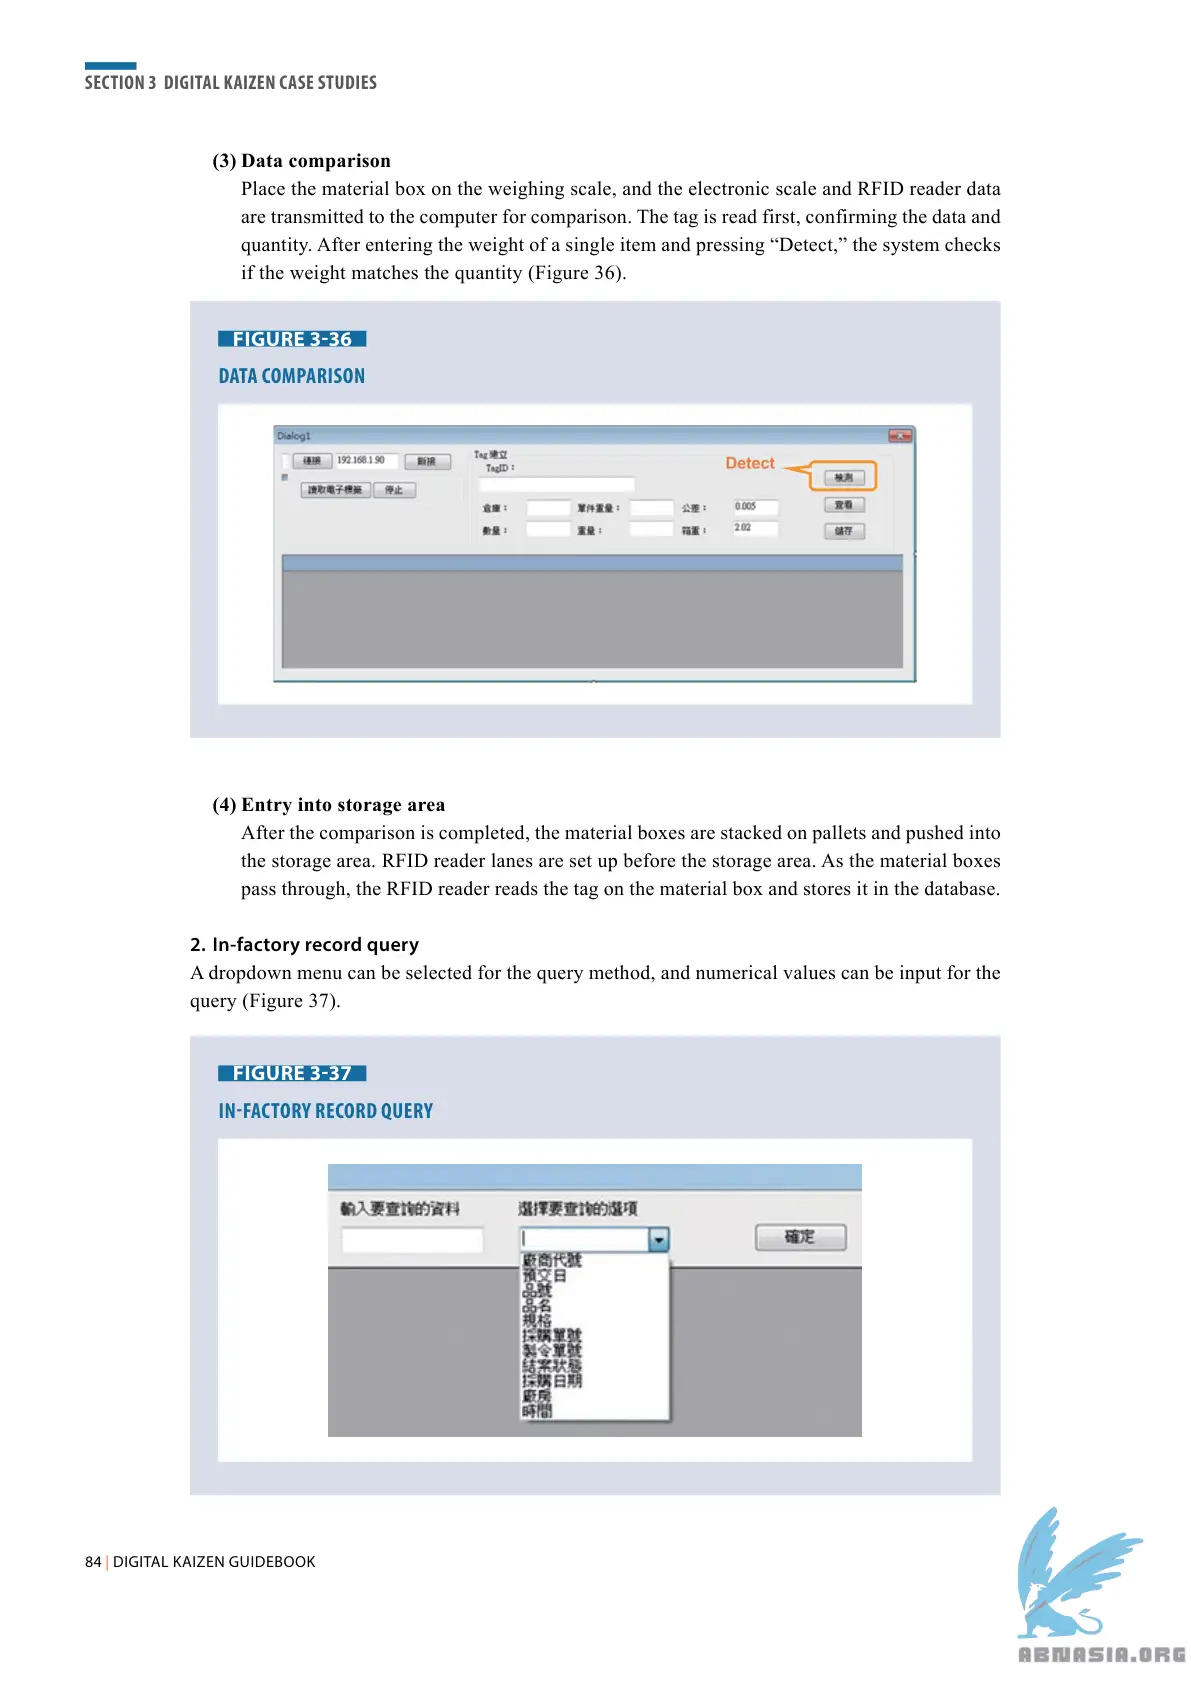 SECTION 3 DIGITAL KAIZEN CASE STUDIES
(3) Data comparison
Place the material box on the weighing scale, and the electronic scale and RFID reader data
are transmitted to the computer for comparison. The tag is read first, confirming the data and
quantity. After entering the weight of a single item and pressing “Detect,” the system checks
if the weight matches the quantity (Figure 36).
FIGURE 3-36
DATA COMPARISON
Dialog1
連接 192.168.1.90 斷接
讀取電子標籤 停止
Tag 建立
TagID：
Detect
檢測
倉庫： 單件重量： 公差： 0.005 查看
數量： 重量： 箱重： 2.02 儲存
(4) Entry into storage area
After the comparison is completed, the material boxes are stacked on pallets and pushed into
the storage area. RFID reader lanes are set up before the storage area. As the material boxes
pass through, the RFID reader reads the tag on the material box and stores it in the database.
2. In-factory record query
A dropdown menu can be selected for the query method, and numerical values can be input for the
query (Figure 37).
FIGURE 3-37
IN-FACTORY RECORD QUERY
輸入要查詢的資料 選擇要查詢的選項
確定
廠商代號
預交日
品號
品名
規格
採購單號
製令單號
結案狀態
採購日期
廠房
時間
84 | DIGITAL KAIZEN GUIDEBOOK
ABNASIA.ORG